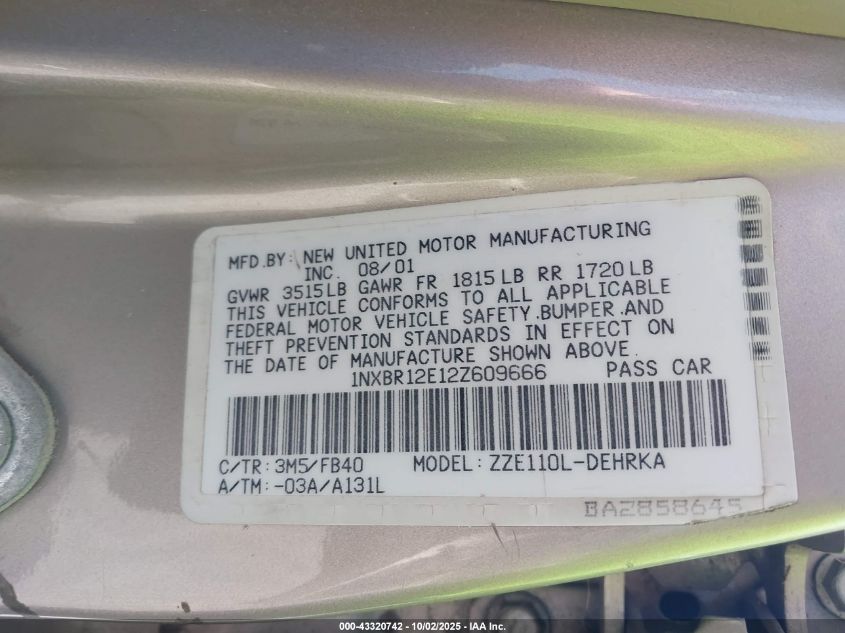 MFD.BY: NEW UNITED MOTOR MANUFACTURING
INC. 08/01
GVWR 3515LB GAWR FR 1815LB RR 1720LB
THIS VEHICLE CONFORMS TO ALL APPLICABLE
FEDERAL MOTOR VEHICLE SAFETY.BUMPER.AND
THEFT PREVENTION STANDARDS IN EFFECT ON
THE DATE OF MANUFACTURE SHOWN ABOVE.
1NXBR12E12Z609666 PASS CAR
C/TR: 3M5/FB40 MODEL: ZZE110L-DEHRKA
A/TM: -03A/A131L
BA2858645
000-43320742 - 10/02/2025 - IAA Inc.